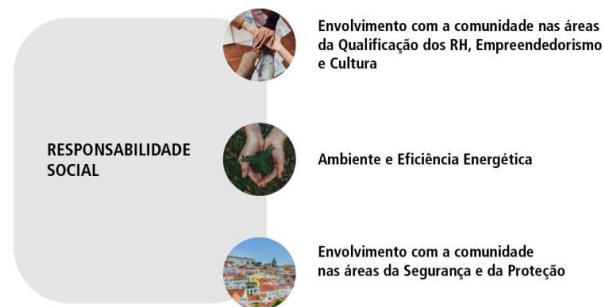 RESPONSABILIDADE
SOCIAL
Envolvimento com a comunidade nas áreas
da Qualificação dos RH, Empreendedorismo
e Cultura
Ambiente e Eficiência Energética
Envolvimento com a comunidade
nas áreas da Segurança e da Proteção